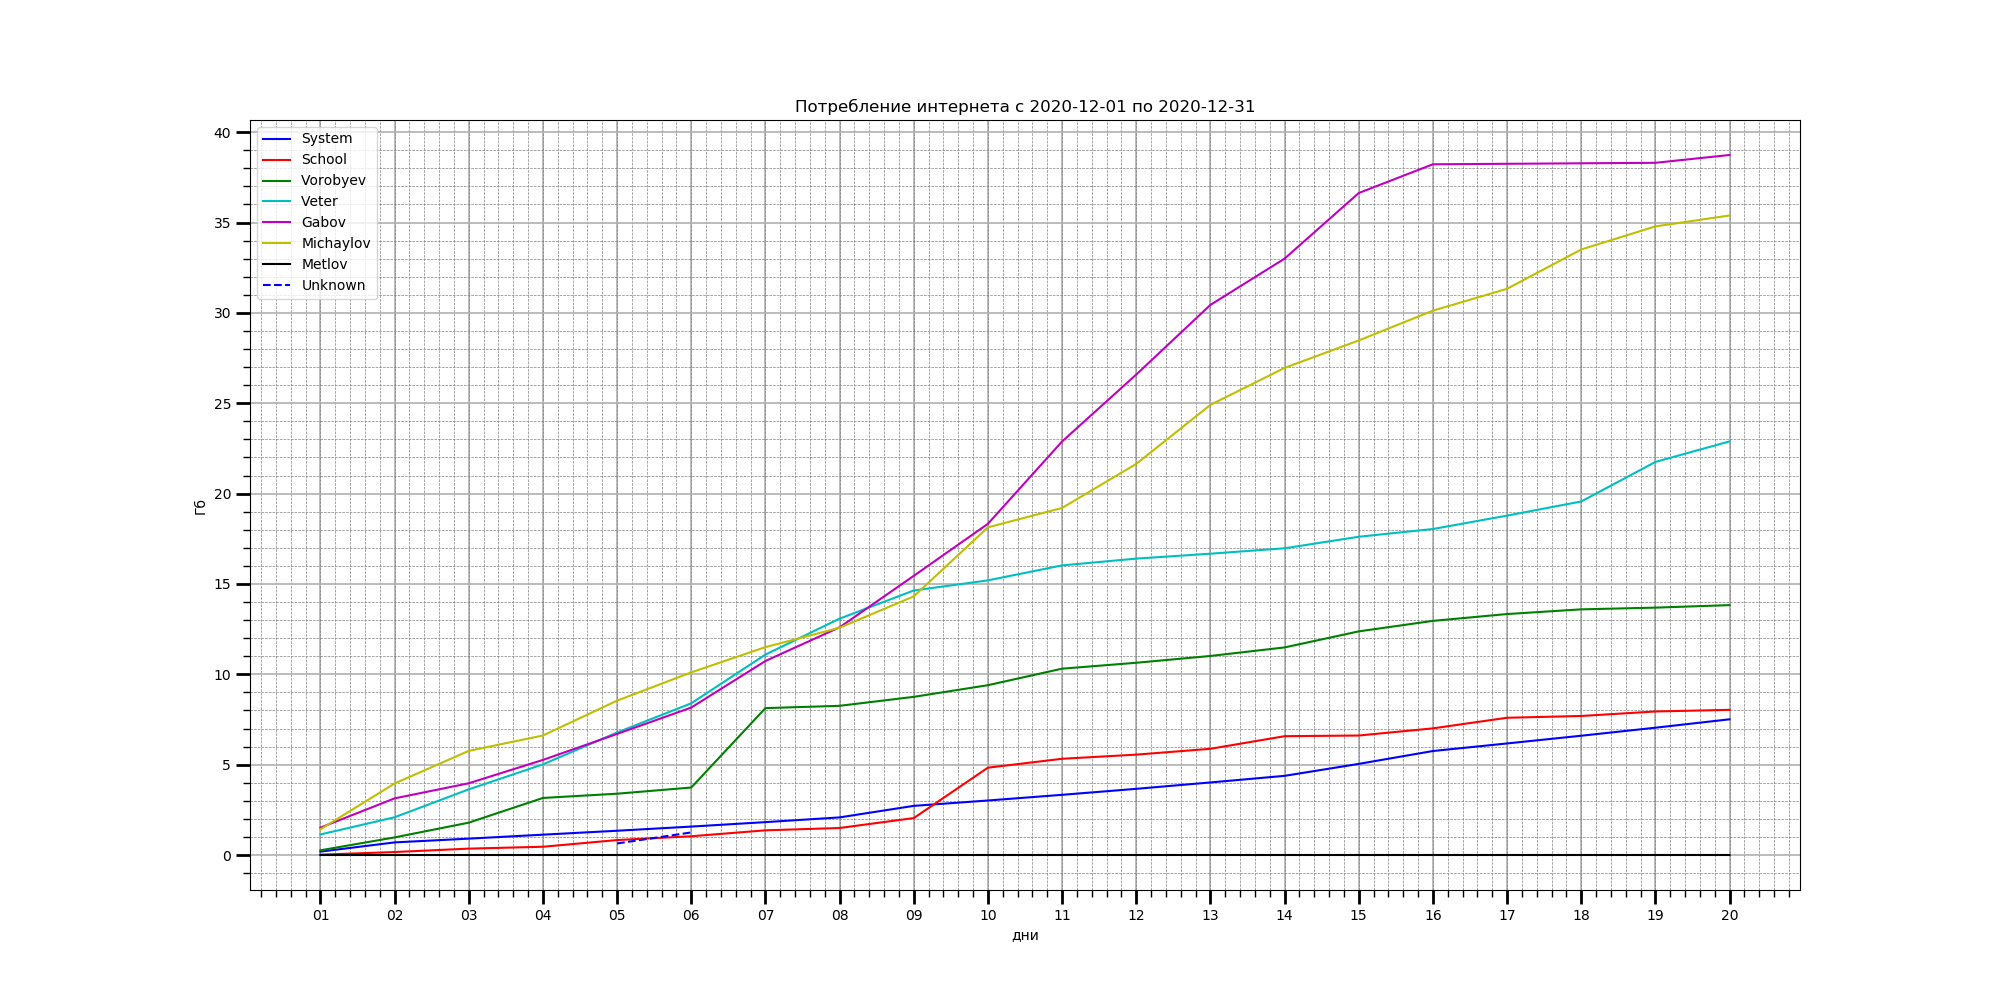 Потребление интернета с 2020-12-01 по 2020-12-31
System
School
Vorobyev
Veter
Gabov
Michaylov
Metlov
Unknown
40
35
30
25
20
15
10
5
0
Гб
01 02 03 04 05 06 07 08 09 10 11 12 13 14 15 16 17 18 19 20
дни